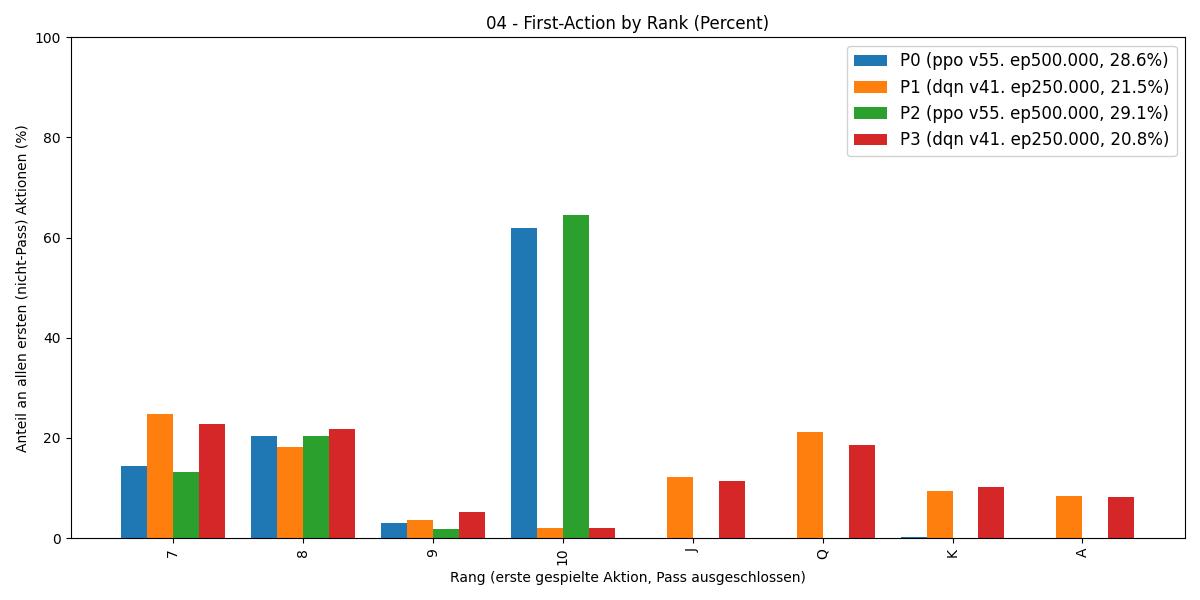 04 - First-Action by Rank (Percent)
Anteil an allen ersten (nicht-Pass) Aktionen (%)
100
80
60
40
20
0
P0 (ppo v55. ep500.000, 28.6%)
P1 (dqn v41. ep250.000, 21.5%)
P2 (ppo v55. ep500.000, 29.1%)
P3 (dqn v41. ep250.000, 20.8%)
7
8
9
10
J
Q
K
A
Rang (erste gespielte Aktion, Pass ausgeschlossen)